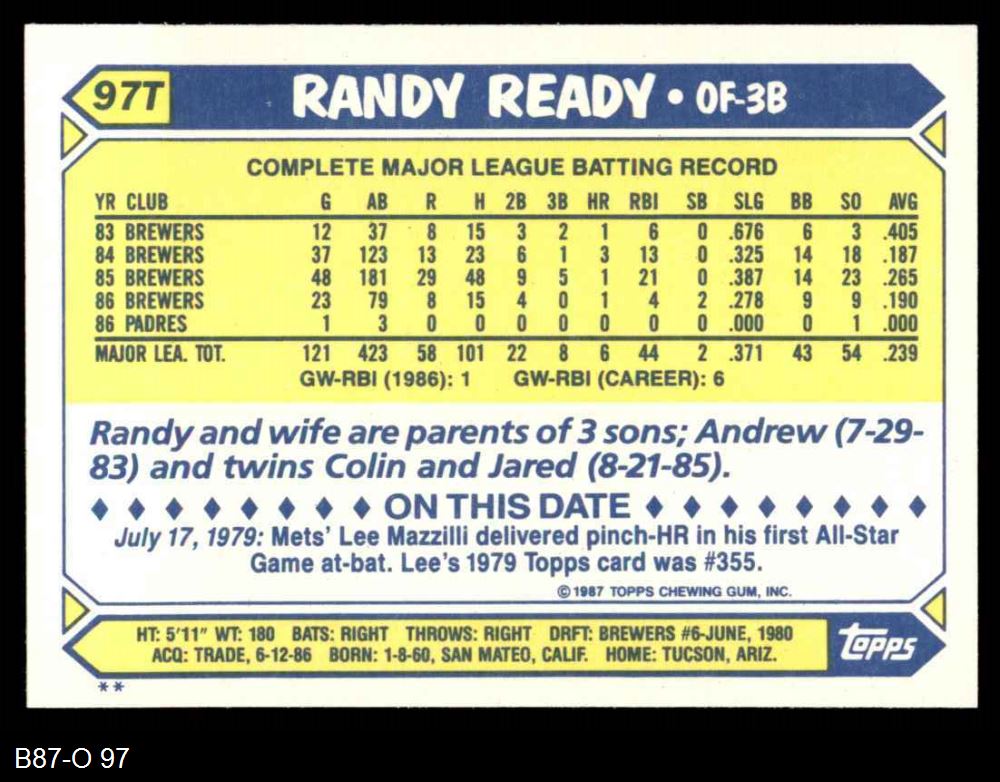 97T RANDY READY • OF-3B
COMPLETE MAJOR LEAGUE BATTING RECORD
YR CLUB G AB R H 2B 3B HR RBI SB SLG BB SO AVG
83 BREWERS 12 37 8 15 3 2 1 6 0 .676 6 3 .405
84 BREWERS 37 123 13 23 6 1 3 13 0 .325 14 18 .187
85 BREWERS 48 181 29 48 9 5 1 21 0 .387 14 23 .265
86 BREWERS 23 79 8 15 4 0 1 4 2 .278 9 9 .190
86 PADRES 1 3 0 0 0 0 0 0 0 .000 0 1 .000
MAJOR LEA. TOT. 121 423 58 101 22 8 6 44 2 .371 43 54 .239
GW-RBI (1986): 1 GW-RBI (CAREER): 6
Randy and wife are parents of 3 sons; Andrew (7-29-
83) and twins Colin and Jared (8-21-85).
ON THIS DATE
July 17, 1979: Mets' Lee Mazzilli delivered pinch-HR in his first All-Star
Game at-bat. Lee's 1979 Topps card was #355.
© 1987 TOPPS CHEWING GUM, INC.
HT: 5'11" WT: 180 BATS: RIGHT THROWS: RIGHT DRFT: BREWERS #6-JUNE, 1980
ACQ: TRADE, 6-12-86 BORN: 1-8-60, SAN MATEO, CALIF. HOME: TUCSON, ARIZ.
Topps
**
B87-O 97